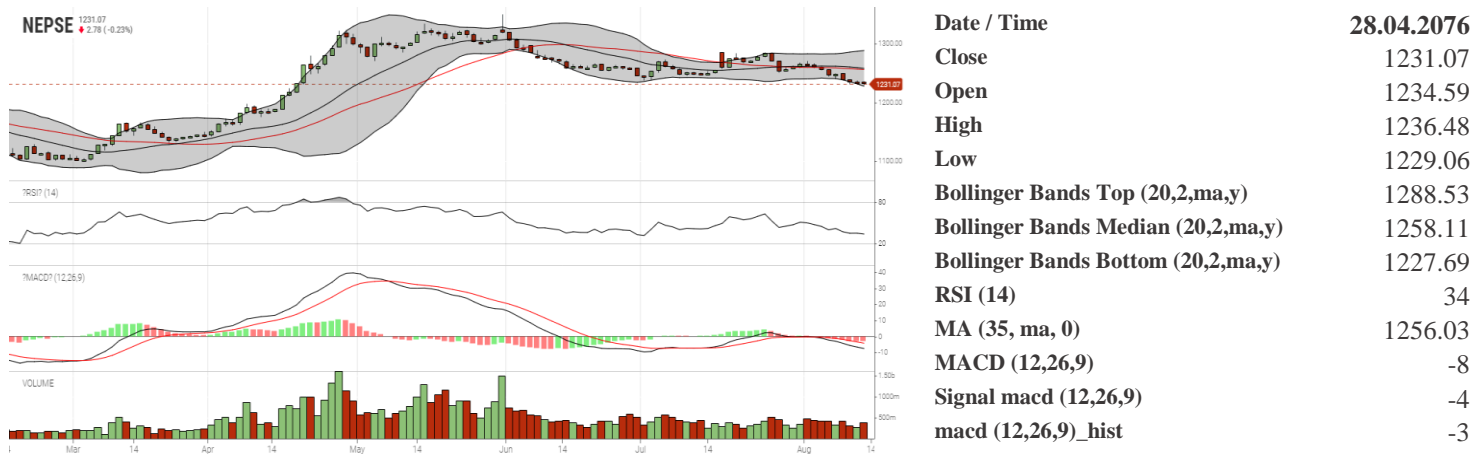 NEPSE 1231.07
2.78 (-0.23%)
1300.00
1231.07
1200.00
1100.00
?RSI? (14)
80
20
?MACD? (12,26,9)
40
30
20
10
0
-10
VOLUME
1.50b
1000m
500m
Mar 14 Apr 14 May 14 Jun 14 Jul 14 Aug 14
Date / Time 28.04.2076
Close 1231.07
Open 1234.59
High 1236.48
Low 1229.06
Bollinger Bands Top (20,2,ma,y) 1288.53
Bollinger Bands Median (20,2,ma,y) 1258.11
Bollinger Bands Bottom (20,2,ma,y) 1227.69
RSI (14) 34
MA (35, ma, 0) 1256.03
MACD (12,26,9) -8
Signal macd (12,26,9) -4
macd (12,26,9)_hist -3